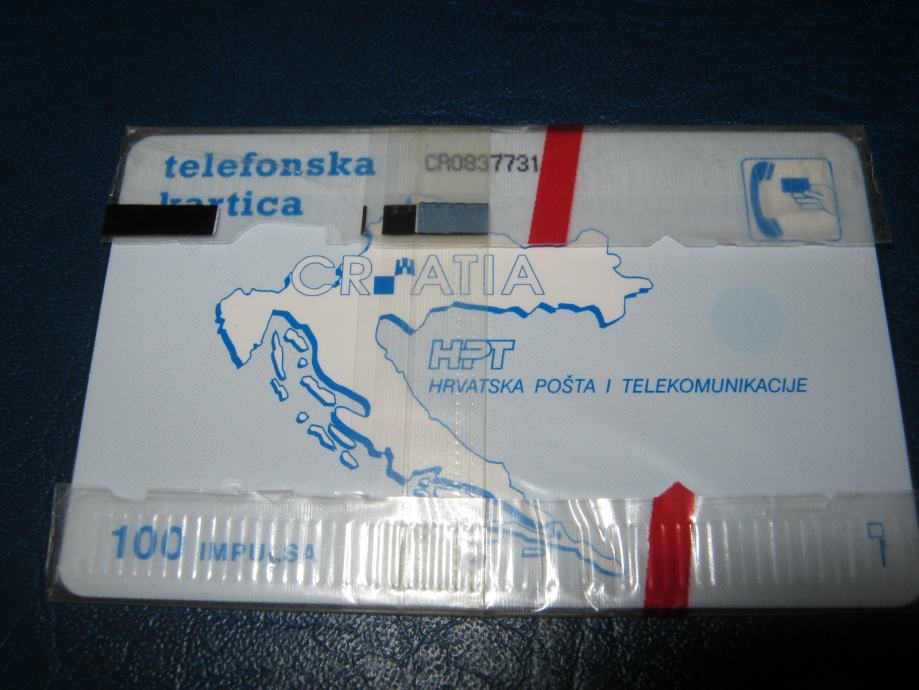 telefonska
kartica
CR0837731
CROATIA
HPT
HRVATSKA POŠTA I TELEKOMUNIKACIJE
100 IMPULSA